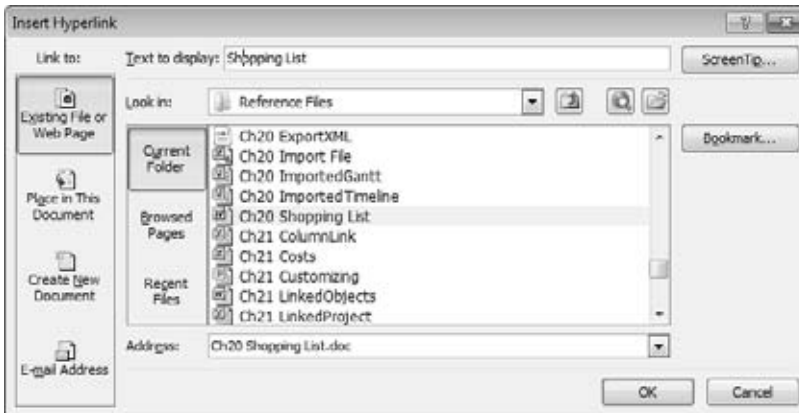 Insert Hyperlink
Link to:
Text to display: Shopping List
ScreenTip...
Existing File or
Web Page
Look in:
Reference Files
Bookmark...
Current
Folder
Browsed
Pages
Recent
Files
Ch20 ExportXML
Ch20 Import File
Ch20 ImportedGantt
Ch20 ImportedTimeline
Ch20 Shopping List
Ch21 ColumnLink
Ch21 Costs
Ch21 Customizing
Ch21 LinkedObjects
Ch21 LinkedProject
Place in This
Document
Create New
Document
E-mail Address
Address:
Ch20 Shopping List.doc
OK
Cancel